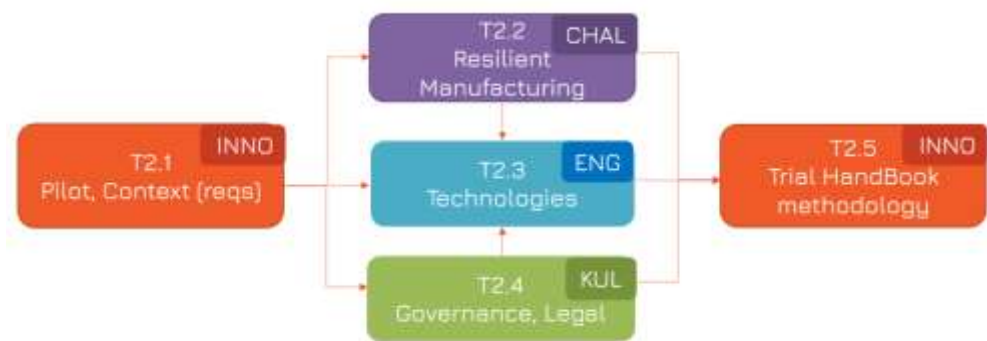 T2.1
INNO
Pilot, Context (reqs)
T2.2
CHAL
Resilient
Manufacturing
T2.3
ENG
Technologies
T2.4
KUL
Governance, Legal
T2.5
INNO
Trial HandBook
methodology